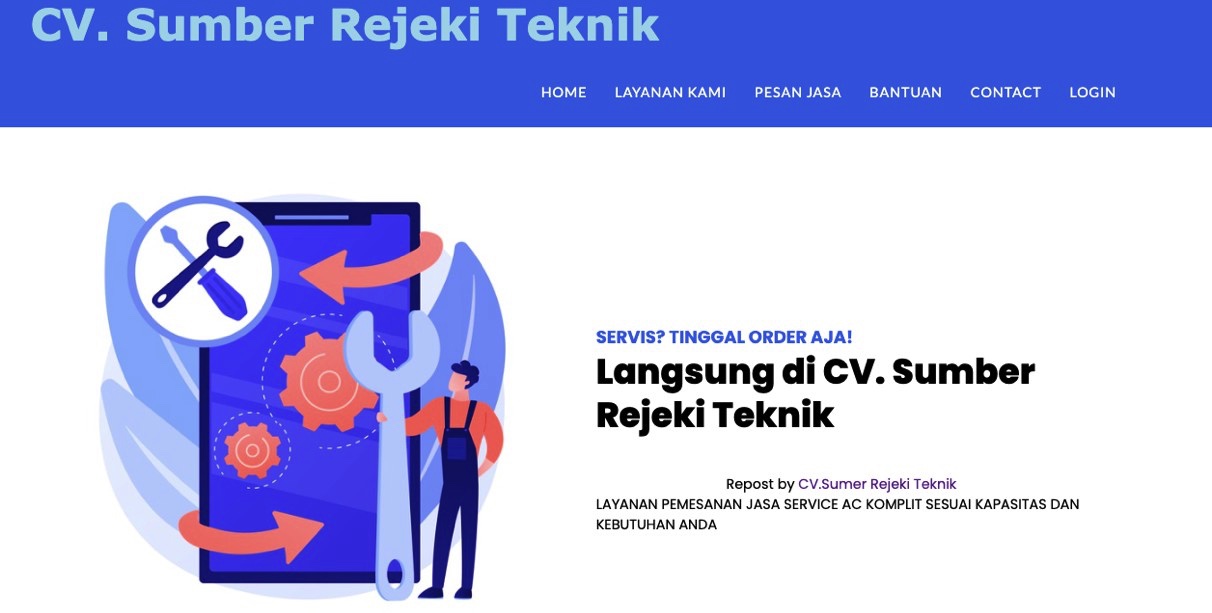 CV. Sumber Rejeki Teknik
HOME LAYANAN KAMI PESAN JASA BANTUAN CONTACT LOGIN
SERVIS? TINGGAL ORDER AJA!
Langsung di CV. Sumber
Rejeki Teknik
Repost by CV.Sumer Rejeki Teknik
LAYANAN PEMESANAN JASA SERVICE AC KOMPLIT SESUAI KAPASITAS DAN
KEBUTUHAN ANDA